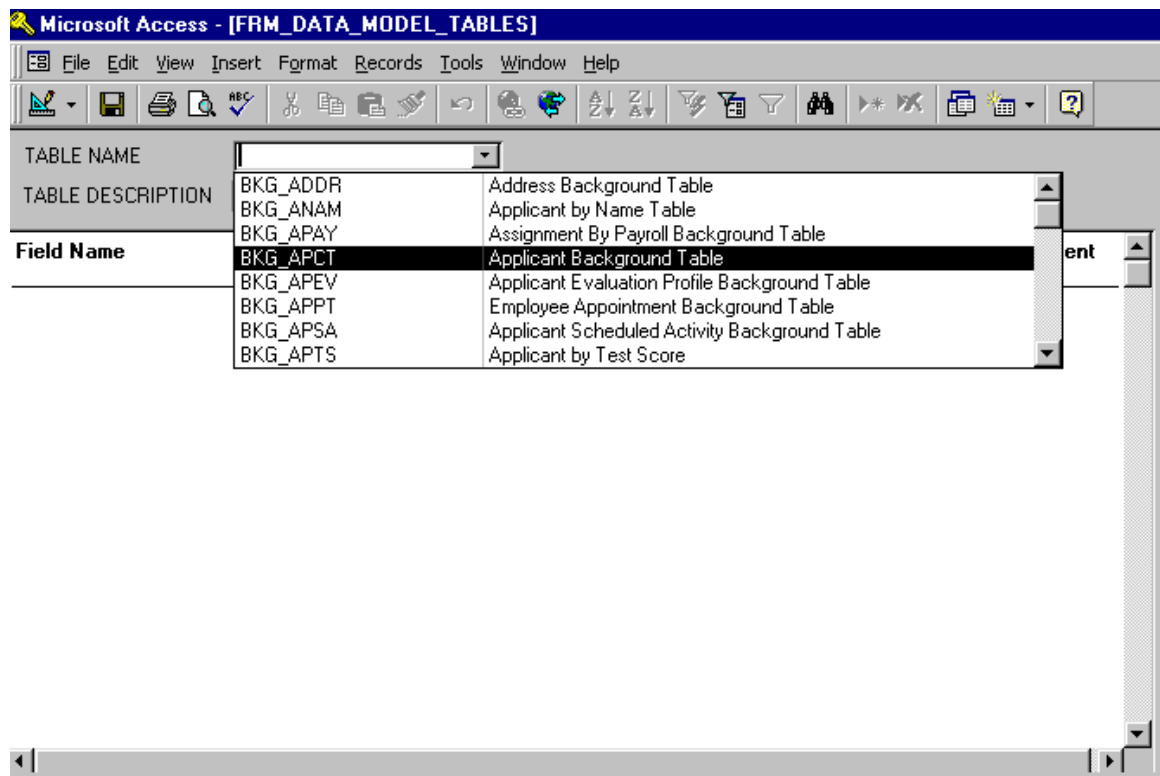 Microsoft Access - [FRM_DATA_MODEL_TABLES]
File Edit View Insert Format Records Tools Window Help
ABC A Z Z A
TABLE NAME
TABLE DESCRIPTION
BKG_ADDR Address Background Table
BKG_ANAM Applicant by Name Table
BKG_APAY Assignment By Payroll Background Table
Field Name ent
BKG_APCT Applicant Background Table
BKG_APEV Applicant Evaluation Profile Background Table
BKG_APPT Employee Appointment Background Table
BKG_APSA Applicant Scheduled Activity Background Table
BKG_APTS Applicant by Test Score